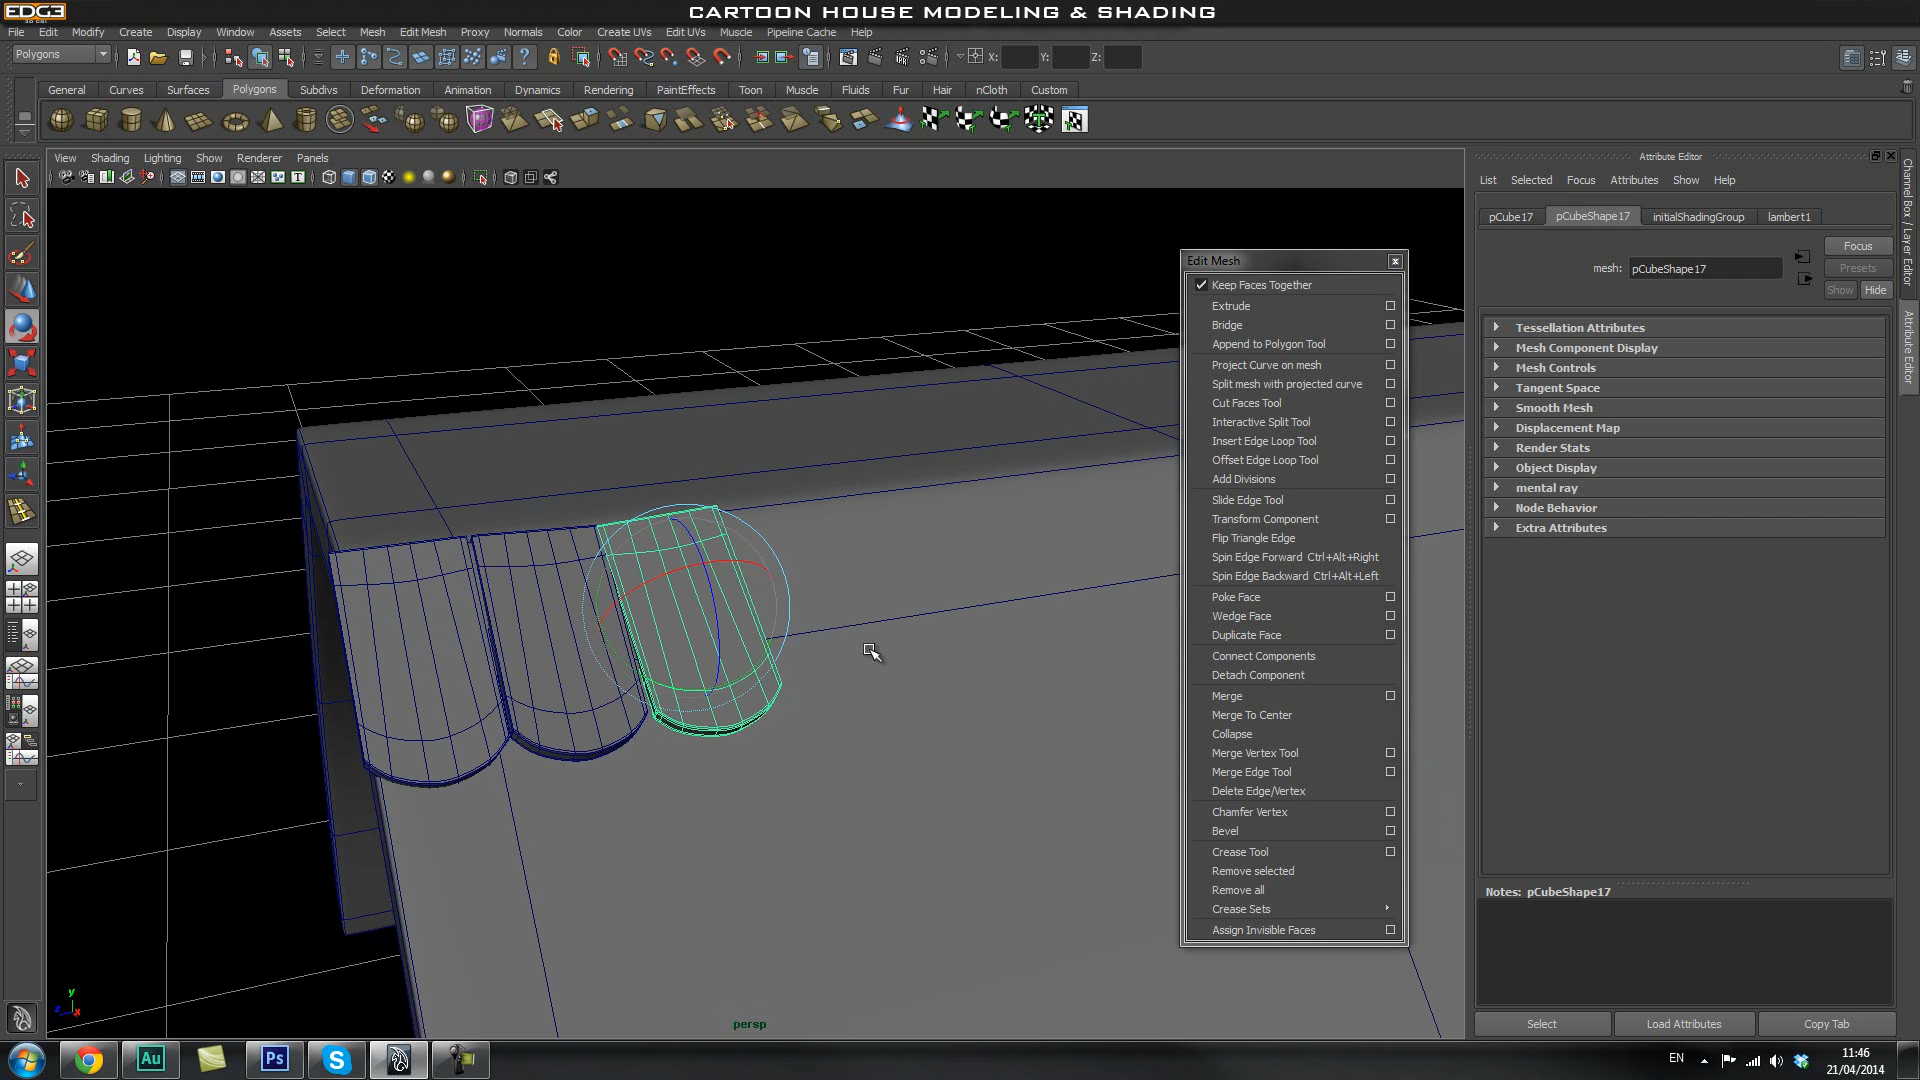 EDG3
CARTOON HOUSE MODELING & SHADING
File Edit Modify Create Display Window Assets Select Mesh Edit Mesh Proxy Normals Color Create UVs Edit UVs Muscle Pipeline Cache Help
Polygons X: Y: Z:
General Curves Surfaces Polygons Subdivs Deformation Animation Dynamics Rendering PaintEffects Toon Muscle Fluids Fur Hair nCloth Custom
View Shading Lighting Show Renderer Panels
Attribute Editor
List Selected Focus Attributes Show Help
pCube17 pCubeShape17 initialShadingGroup lambert1
Focus
mesh: pCubeShape17
Presets
Show Hide
Tessellation Attributes
Mesh Component Display
Mesh Controls
Tangent Space
Smooth Mesh
Displacement Map
Render Stats
Object Display
mental ray
Node Behavior
Extra Attributes
Notes: pCubeShape17
Select Load Attributes Copy Tab
Channel Box / Layer Editor
Attribute Editor
Edit Mesh
Keep Faces Together
Extrude
Bridge
Append to Polygon Tool
Project Curve on mesh
Split mesh with projected curve
Cut Faces Tool
Interactive Split Tool
Insert Edge Loop Tool
Offset Edge Loop Tool
Add Divisions
Slide Edge Tool
Transform Component
Flip Triangle Edge
Spin Edge Forward Ctrl+Alt+Right
Spin Edge Backward Ctrl+Alt+Left
Poke Face
Wedge Face
Duplicate Face
Connect Components
Detach Component
Merge
Merge To Center
Collapse
Merge Vertex Tool
Merge Edge Tool
Delete Edge/Vertex
Chamfer Vertex
Bevel
Crease Tool
Remove selected
Remove all
Crease Sets
Assign Invisible Faces
y
z x
persp
Au Ps S
EN
11:46
21/04/2014